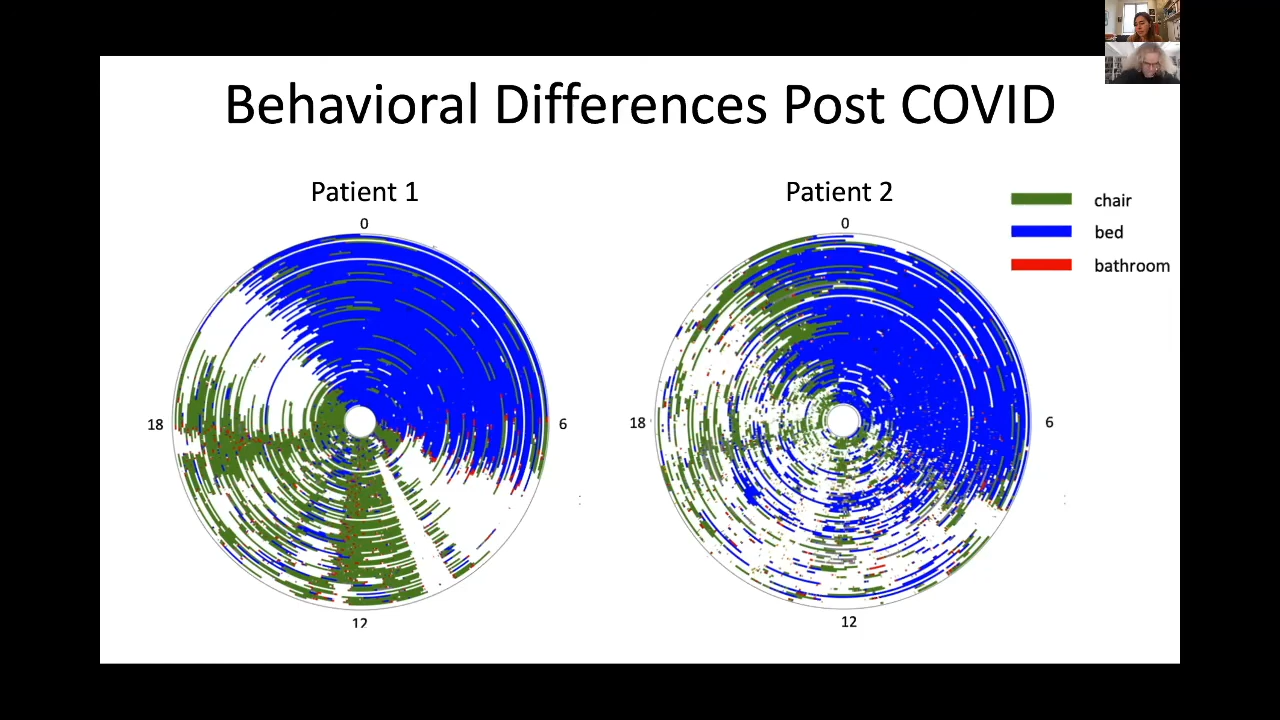 Behavioral Differences Post COVID
Patient 1
Patient 2
chair
bed
bathroom
0
6
12
18
0
6
12
18